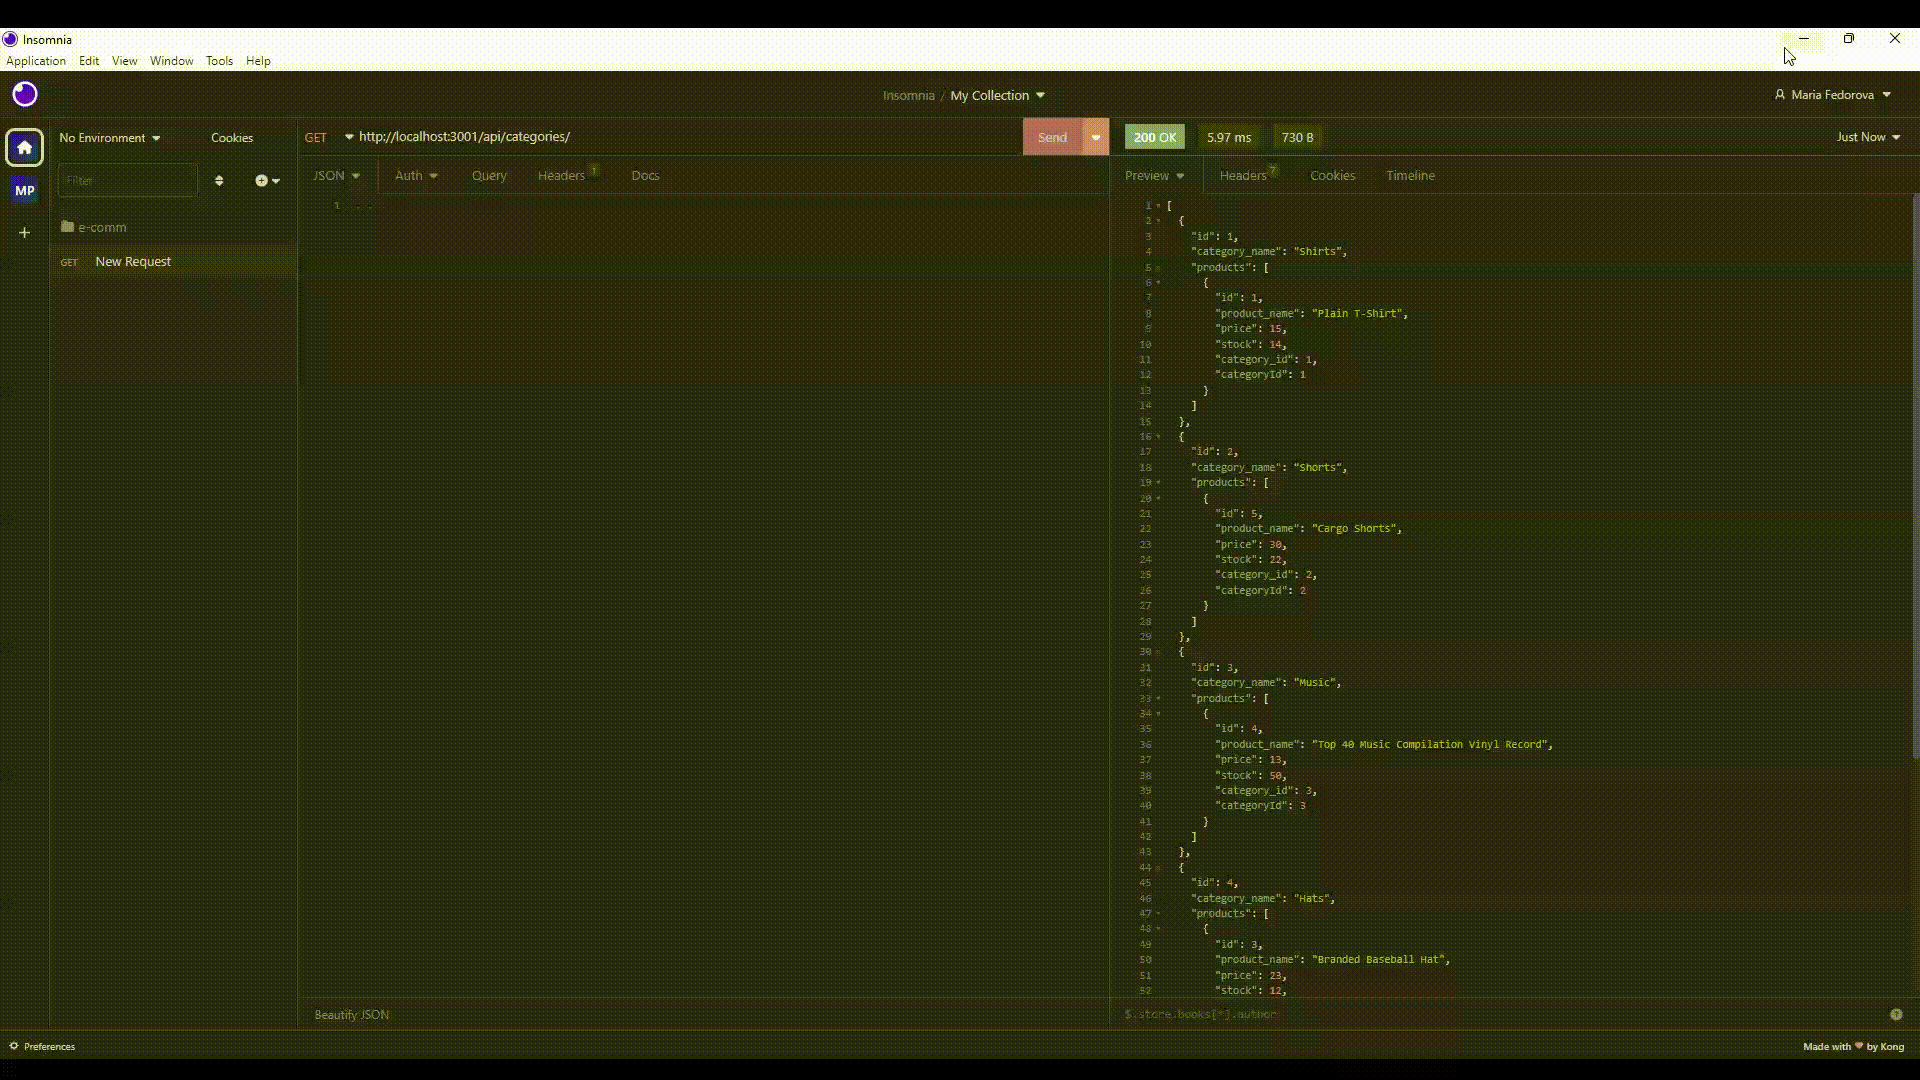 Insomnia
Application Edit View Window Tools Help
Insomnia / My Collection
Maria Fedorova
No Environment
Cookies
GET http://localhost:3001/api/categories/
Send
200 OK
5.97 ms
730 B
Just Now
MP
Filter
JSON
Auth
Query
Headers 1
Docs
Preview
Headers 7
Cookies
Timeline
e-comm
GET New Request
1
Beautify JSON
1 [
2 {
3 "id": 1,
4 "category_name": "Shirts",
5 "products": [
6 {
7 "id": 1,
8 "product_name": "Plain T-Shirt",
9 "price": 15,
10 "stock": 14,
11 "category_id": 1,
12 "categoryId": 1
13 }
14 ]
15 },
16 {
17 "id": 2,
18 "category_name": "Shorts",
19 "products": [
20 {
21 "id": 5,
22 "product_name": "Cargo Shorts",
23 "price": 30,
24 "stock": 22,
25 "category_id": 2,
26 "categoryId": 2
27 }
28 ]
29 },
30 {
31 "id": 3,
32 "category_name": "Music",
33 "products": [
34 {
35 "id": 4,
36 "product_name": "Top 40 Music Compilation Vinyl Record",
37 "price": 13,
38 "stock": 50,
39 "category_id": 3,
40 "categoryId": 3
41 }
42 ]
43 },
44 {
45 "id": 4,
46 "category_name": "Hats",
47 "products": [
48 {
49 "id": 3,
50 "product_name": "Branded Baseball Hat",
51 "price": 23,
52 "stock": 12,
$.store.books[*].author
Preferences
Made with ❤ by Kong